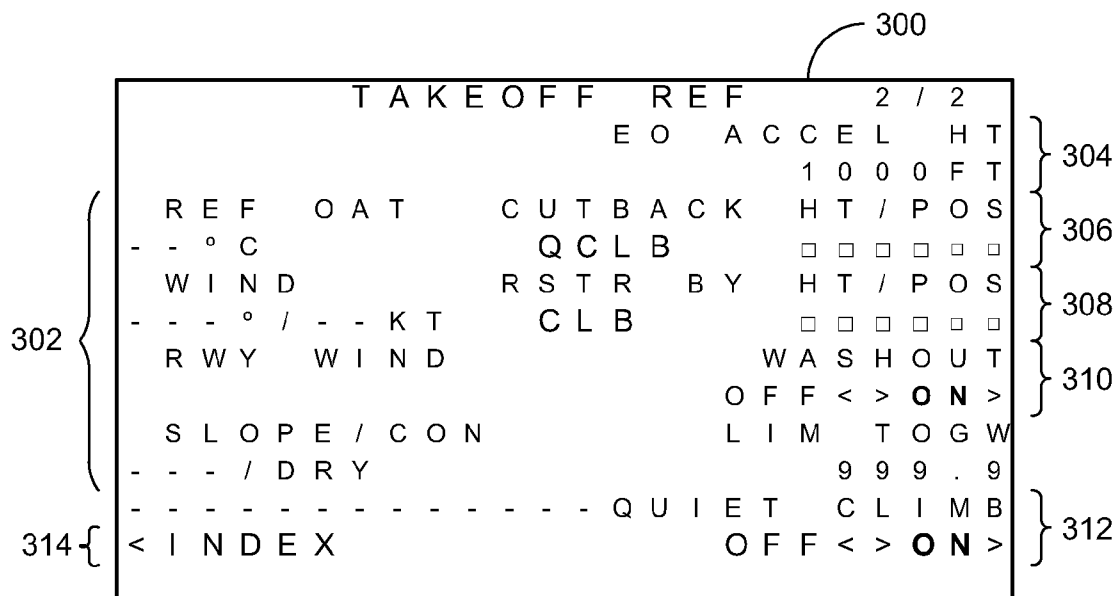 300
TAKEOFF REF 2/2
EO ACCEL HT
304
1000FT
REF OAT CUTBACK HT/POS
306
--ºC QCLB □□□□□□
WIND RSTR BY HT/POS
308
---º/--KT CLB □□□□□□
302
RWY WIND WASHOUT
310
OFF<>ON>
SLOPE/CON LIM TOGW
---/DRY 999.9
-------------QUIET CLIMB
312
314 <INDEX OFF<>ON>